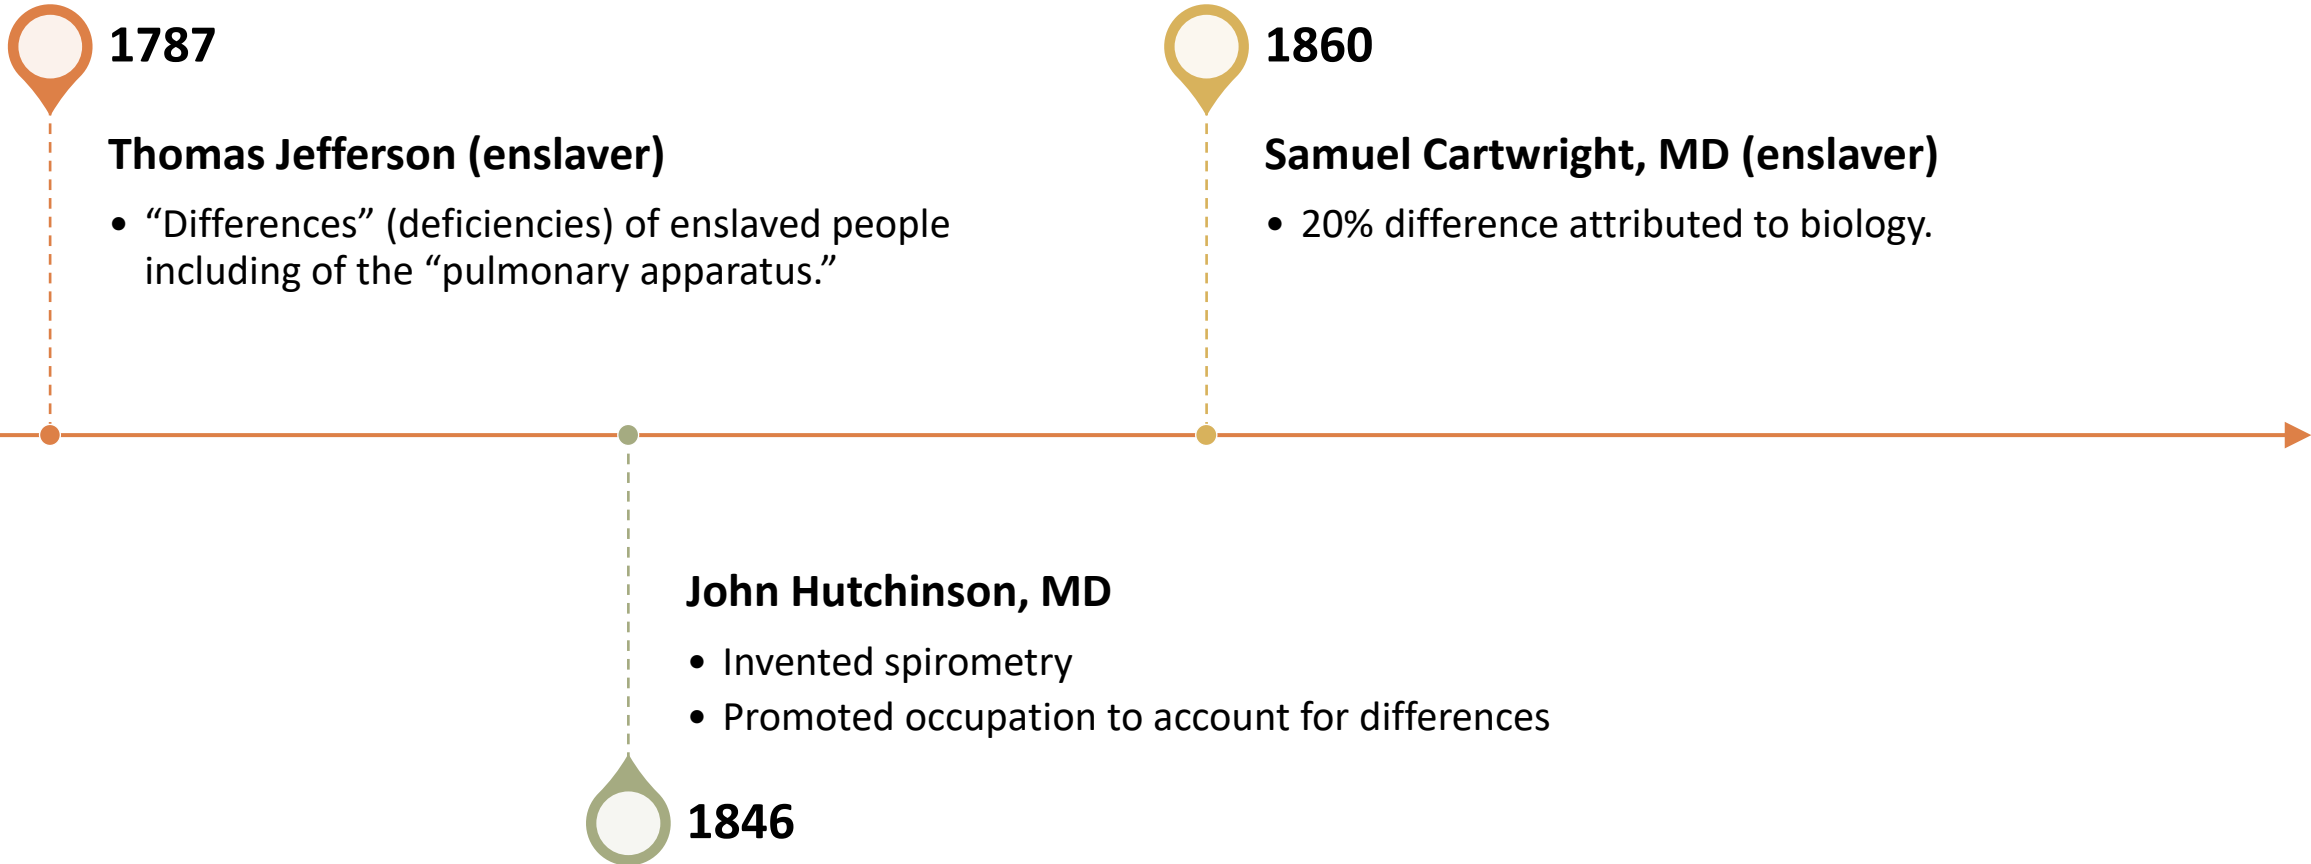 1787
Thomas Jefferson (enslaver)
• “Differences” (deficiencies) of enslaved people
including of the “pulmonary apparatus.”
John Hutchinson, MD
• Invented spirometry
• Promoted occupation to account for differences
1846
1860
Samuel Cartwright, MD (enslaver)
• 20% difference attributed to biology.